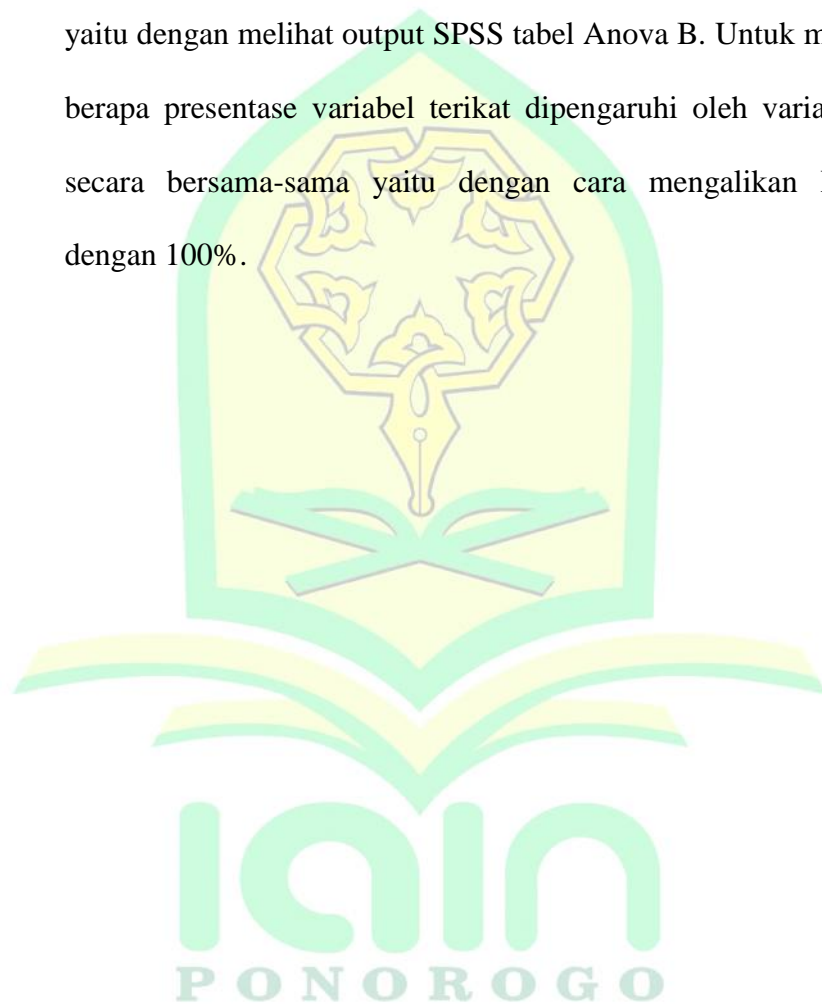 yaitu dengan melihat output SPSS tabel Anova B. Untuk
berapa presentase variabel terikat dipengaruhi oleh
secara bersama-sama yaitu dengan cara mengalikan
dengan 100%.
iain
PONOROGO